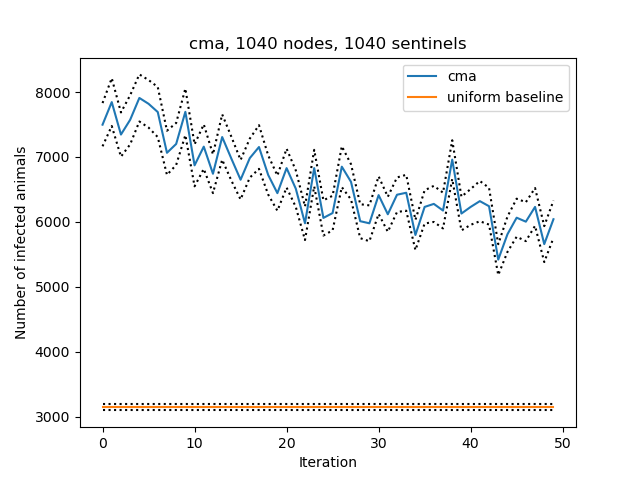 cma, 1040 nodes, 1040 sentinels
cma
uniform baseline
Number of infected animals
8000
7000
6000
5000
4000
3000
0 10 20 30 40 50
Iteration